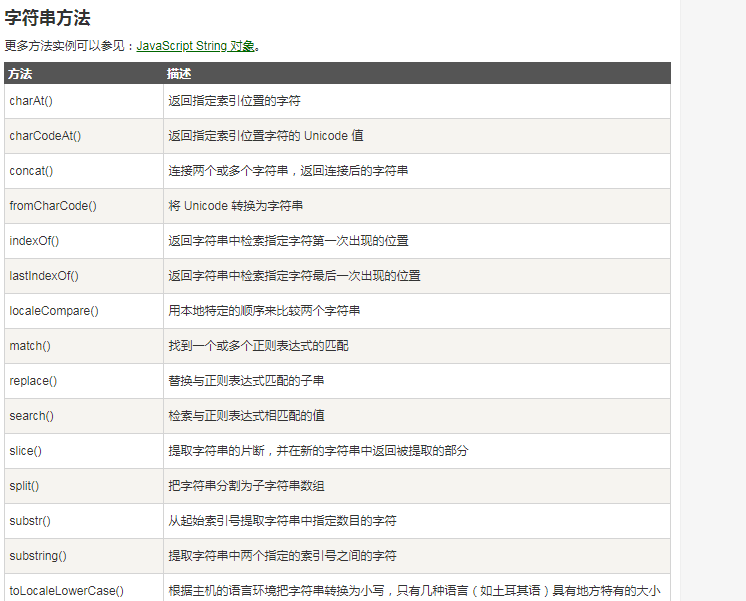 字符串方法
更多方法实例可以参见：JavaScript String 对象。
方法 描述
charAt() 返回指定索引位置的字符
charCodeAt() 返回指定索引位置字符的 Unicode 值
concat() 连接两个或多个字符串，返回连接后的字符串
fromCharCode() 将 Unicode 转换为字符串
indexOf() 返回字符串中检索指定字符第一次出现的位置
lastIndexOf() 返回字符串中检索指定字符最后一次出现的位置
localeCompare() 用本地特定的顺序来比较两个字符串
match() 找到一个或多个正则表达式的匹配
replace() 替换与正则表达式匹配的子串
search() 检索与正则表达式相匹配的值
slice() 提取字符串的片断，并在新的字符串中返回被提取的部分
split() 把字符串分割为子字符串数组
substr() 从起始索引号提取字符串中指定数目的字符
substring() 提取字符串中两个指定的索引号之间的字符
toLocaleLowerCase() 根据主机的语言环境把字符串转换为小写，只有几种语言（如土耳其语）具有地方特有的大小